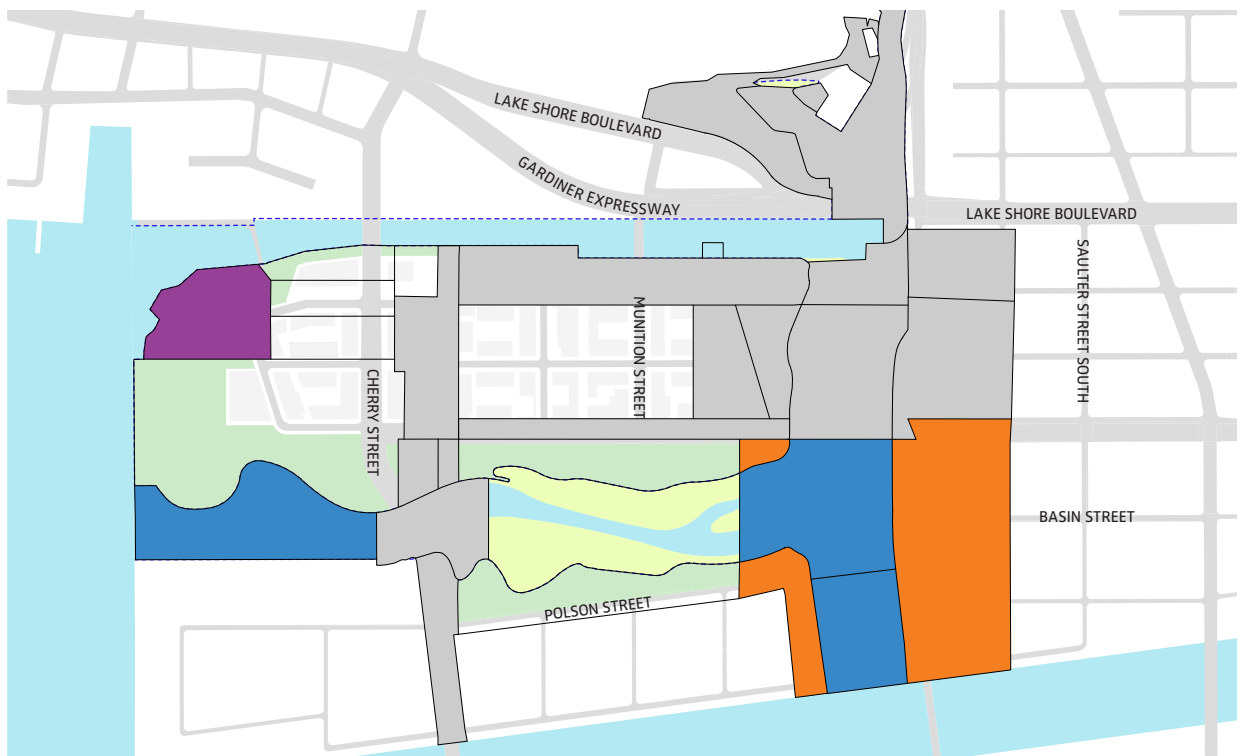 LAKE SHORE BOULEVARD
GARDINER EXPRESSWAY
LAKE SHORE BOULEVARD
SAULTER STREET SOUTH
MUNITION STREET
CHERRY STREET
BASIN STREET
POLSON STREET